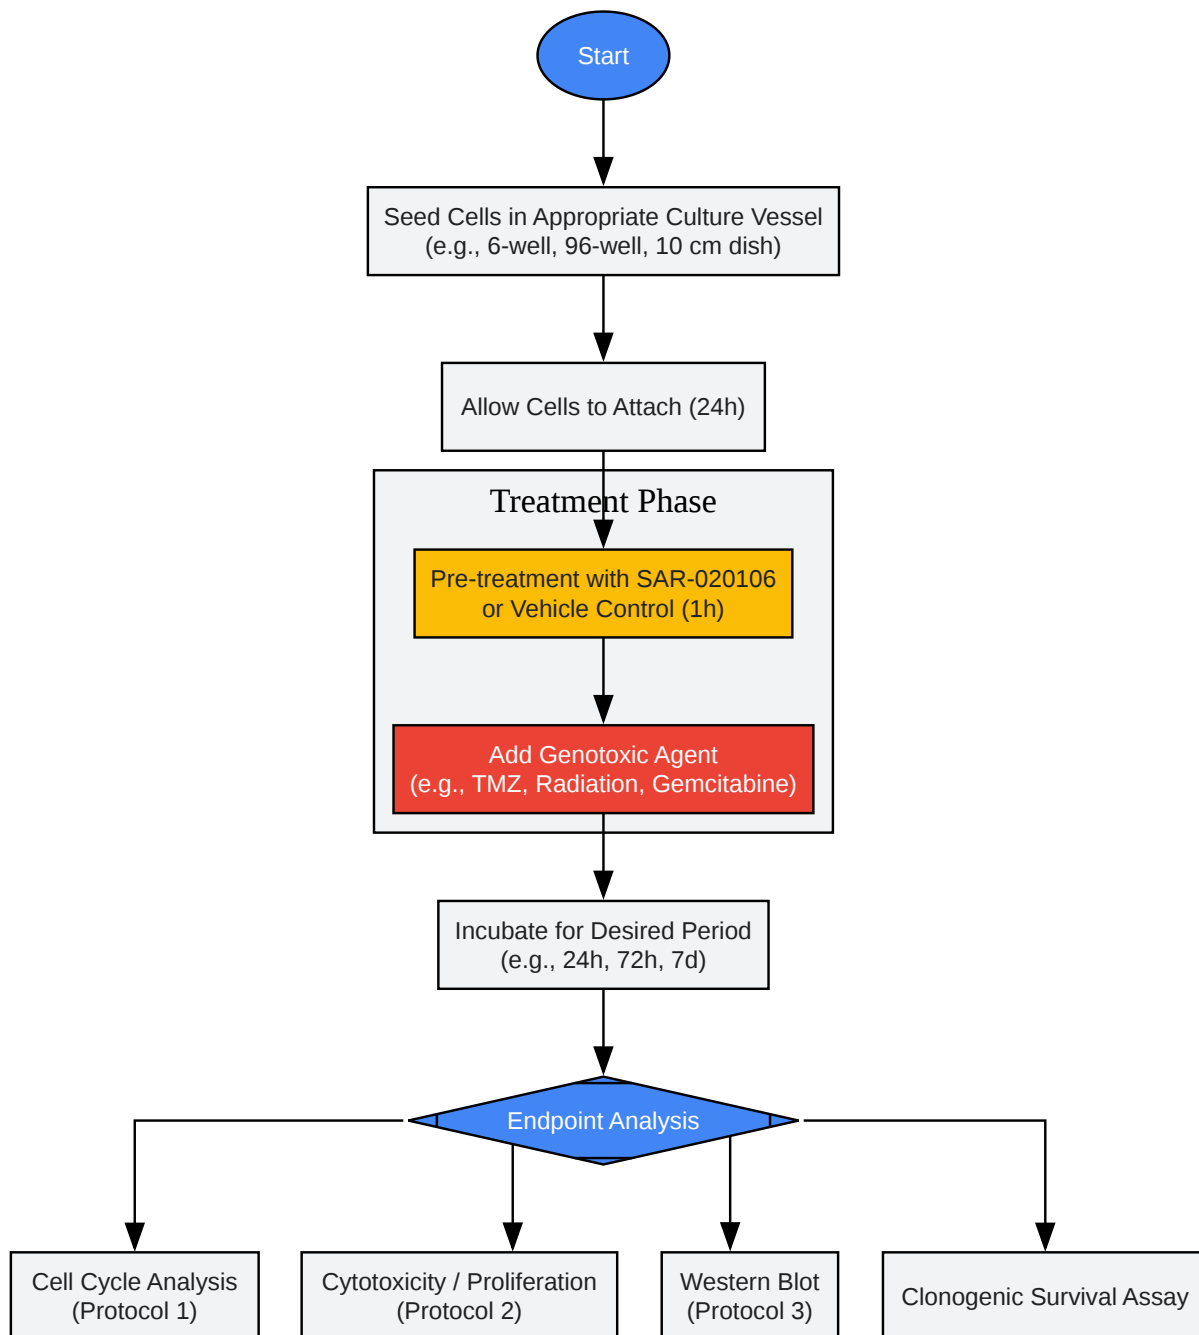 Start
Seed Cells in Appropriate Culture Vessel
(e.g., 6-well, 96-well, 10 cm dish)
Allow Cells to Attach (24h)
Treatment Phase
Pre-treatment with SAR-020106
or Vehicle Control (1h)
Add Genotoxic Agent
(e.g., TMZ, Radiation, Gemcitabine)
Incubate for Desired Period
(e.g., 24h, 72h, 7d)
Endpoint Analysis
Cell Cycle Analysis
(Protocol 1)
Cytotoxicity / Proliferation
(Protocol 2)
Western Blot
(Protocol 3)
Clonogenic Survival Assay